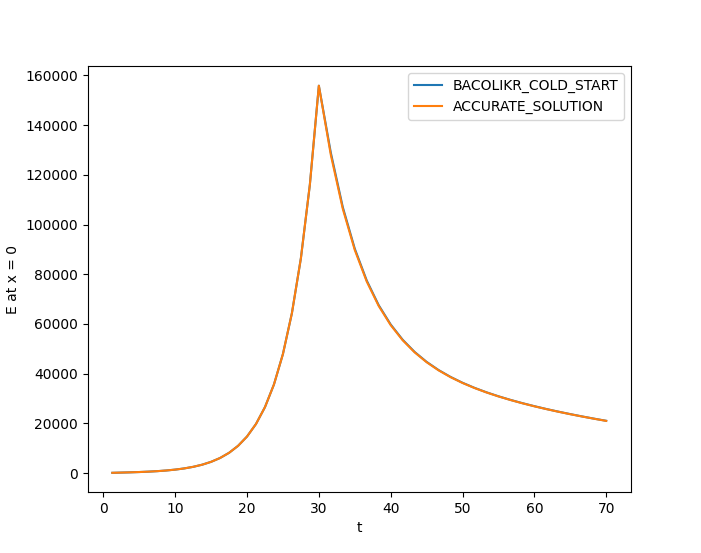 160000
140000
120000
100000
80000
60000
40000
20000
0
E at x = 0
BACOLIKR_COLD_START
ACCURATE_SOLUTION
0 10 20 30 40 50 60 70
t